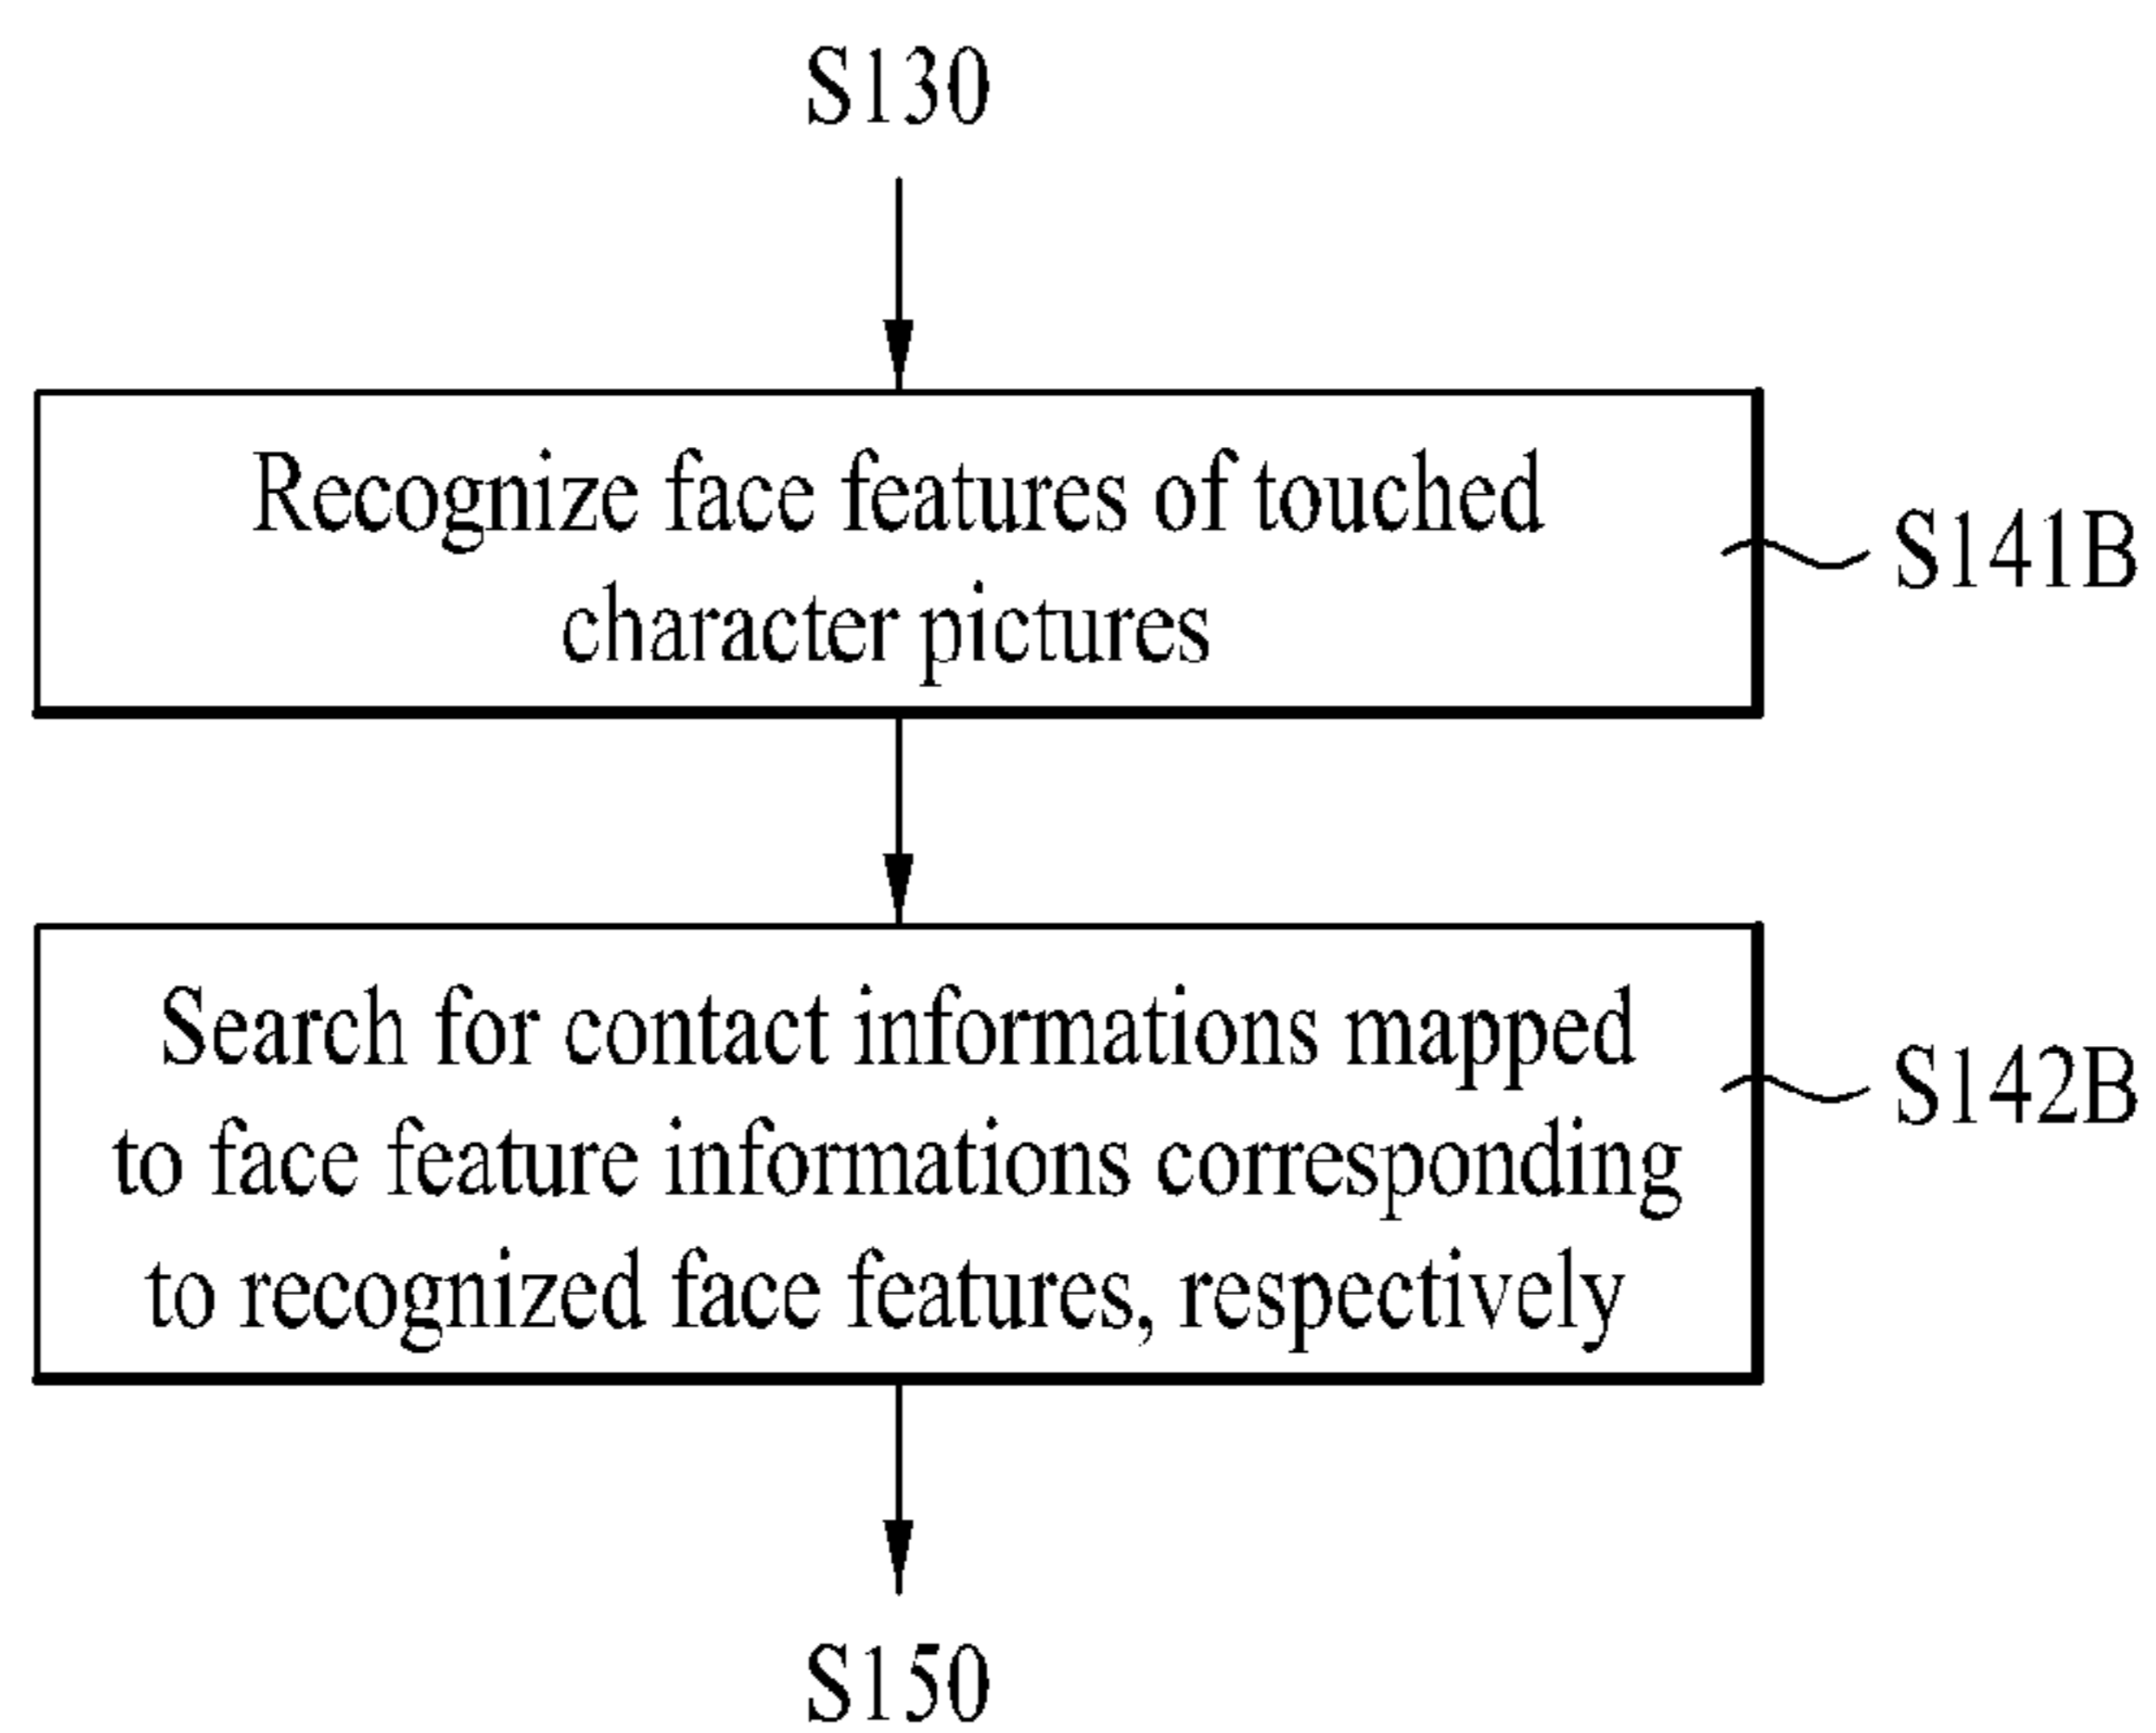 S130
Recognize face features of touched
character pictures
S141B
Search for contact informations mapped
to face feature informations corresponding
to recognized face features, respectively
S142B
S150